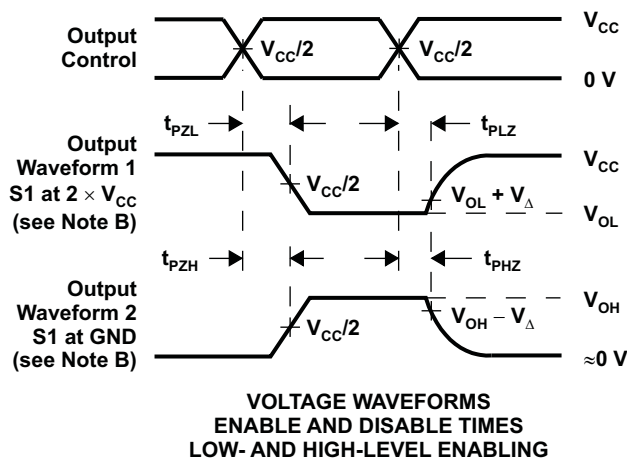 Output
Control
V_CC/2
V_CC/2
V_CC
0 V
t_PZL
t_PLZ
Output
Waveform 1
S1 at 2 × V_CC
(see Note B)
V_CC/2
V_CC
V_OL + V_Δ
V_OL
t_PZH
t_PHZ
Output
Waveform 2
S1 at GND
(see Note B)
V_CC/2
V_OH
V_OH − V_Δ
≈0 V
VOLTAGE WAVEFORMS
ENABLE AND DISABLE TIMES
LOW- AND HIGH-LEVEL ENABLING